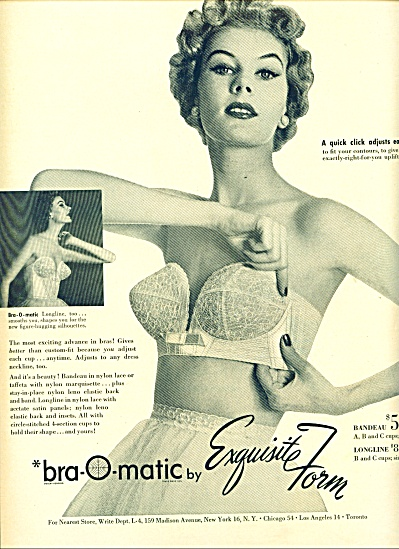 A quick click adjusts ea
to fit your contours, to give
exactly-right-for-you uplift
Bra-O-matic Longline, too...
smooths you, shapes you for the
new figure-hugging silhouettes.
The most exciting advance in bras! Gives
better than custom-fit because you adjust
each cup...anytime. Adjusts to any dress
neckline, too.
And it's a beauty! Bandeau in nylon lace or
taffeta with nylon marquisette...plus
stay-in-place nylon leno elastic back
and band. Longline in nylon lace with
acetate satin panels; nylon leno
elastic back and insets. All with
circlestitched 4-section cups to
hold their shape...and yours!
$5
BANDEAU
A, B and C cups;
LONGLINE $8
B and C cups; si
*bra-O-matic by Exquisite Form
For Nearest Store, Write Dept. L-4, 159 Madison Avenue, New York 16, N. Y. • Chicago 54 • Los Angeles 14 • Toronto